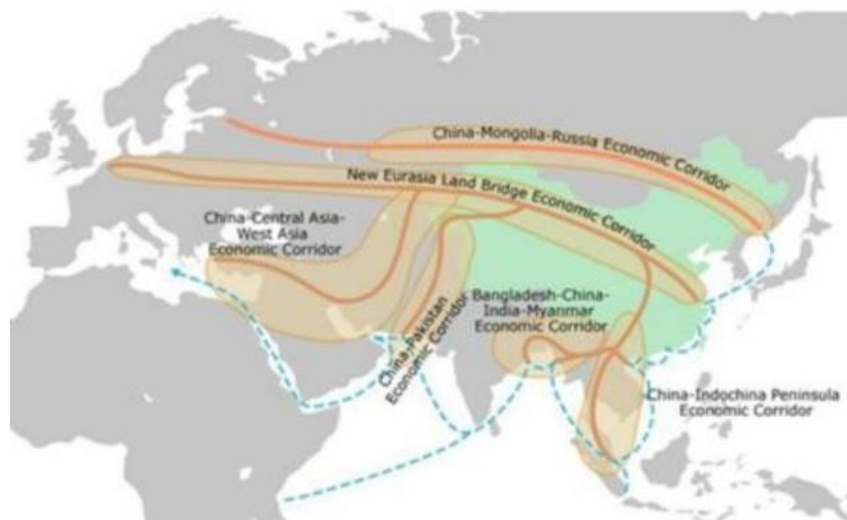 China-Mongolia-Russia Economic Corridor
New Eurasia Land Bridge Economic Corridor
China-Central Asia-
West Asia
Economic Corridor
China-Pakistan
Economic Corridor
Bangladesh-China-
India-Myanmar
Economic Corridor
China-Indochina Peninsula
Economic Corridor